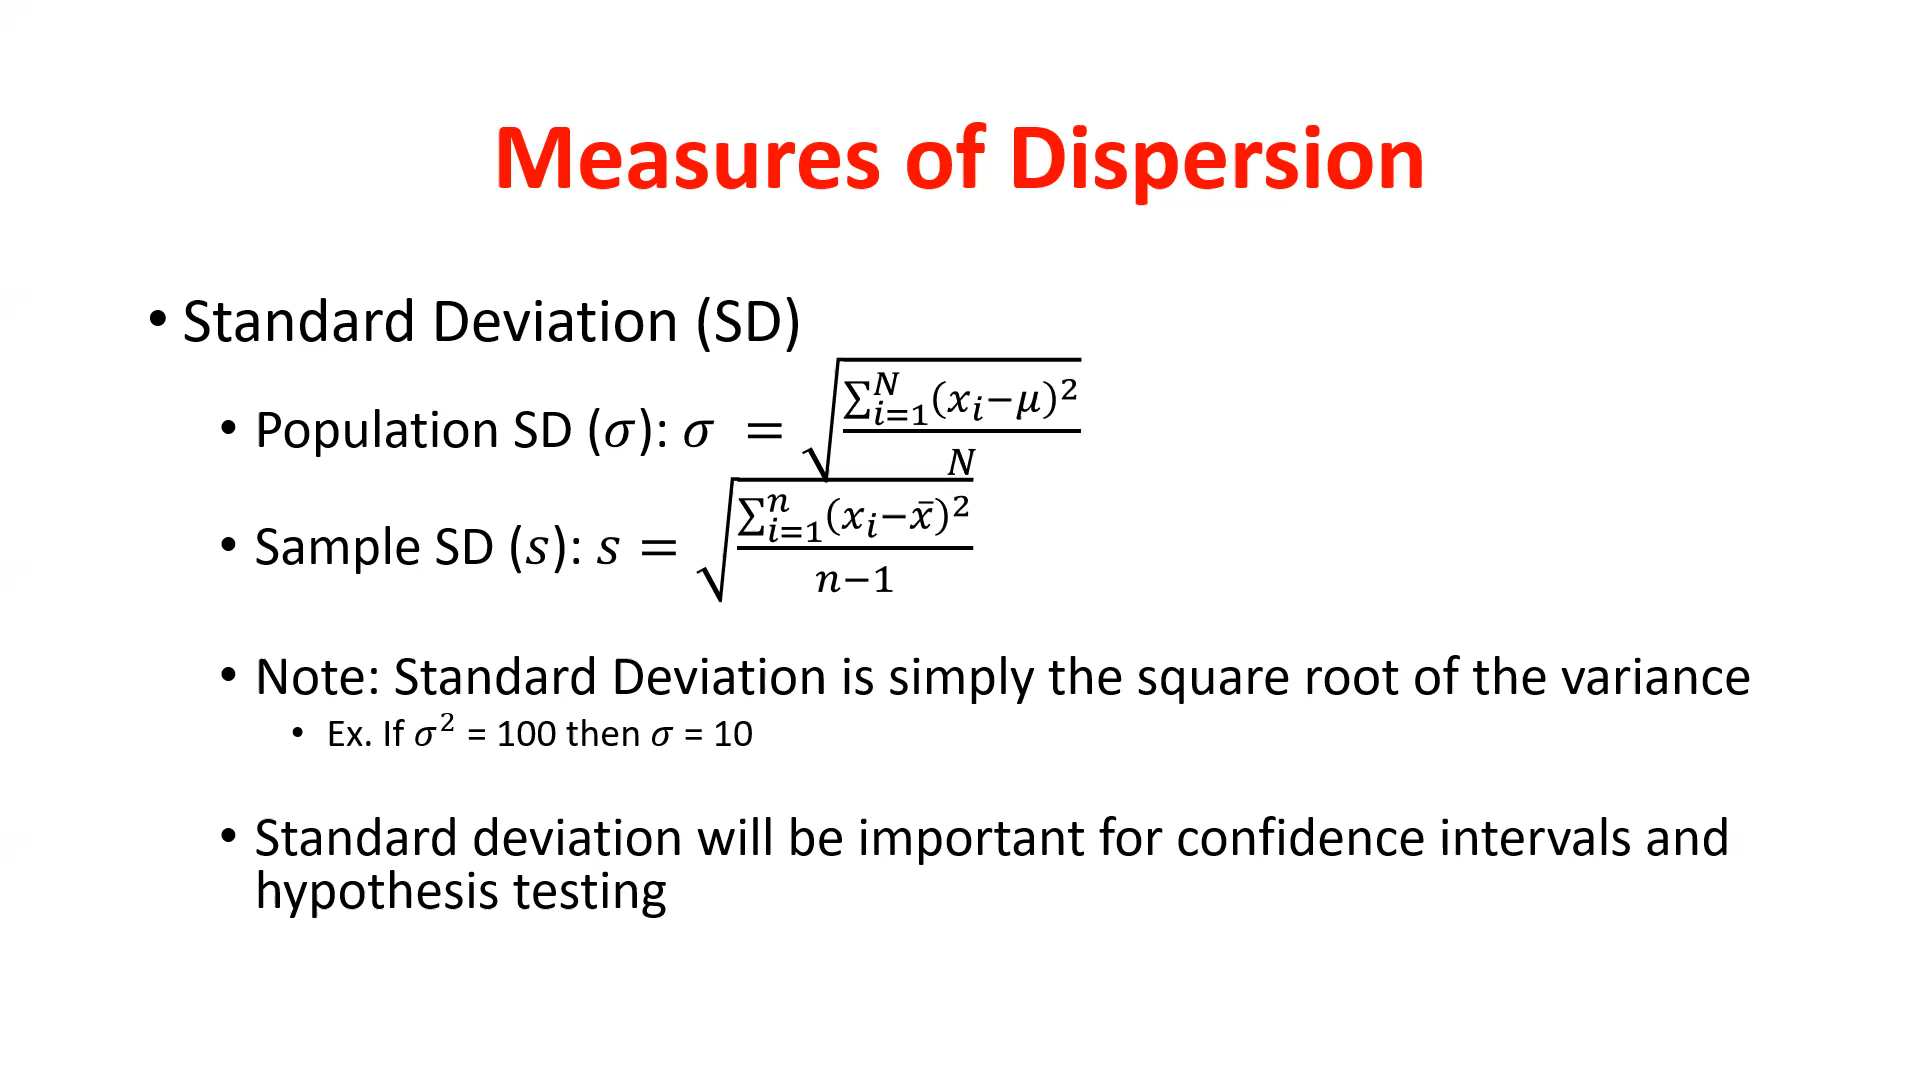 Measures of Dispersion
• Standard Deviation (SD)
• Population SD (𝜎): 𝜎 = √(∑ᵢ₌₁ᴺ(xᵢ−μ)² / N)
• Sample SD (𝑠): 𝑠 = √(∑ᵢ₌₁ⁿ(xᵢ−x̄)² / n−1)
• Note: Standard Deviation is simply the square root of the variance
• Ex. If 𝜎² = 100 then 𝜎 = 10
• Standard deviation will be important for confidence intervals and
hypothesis testing